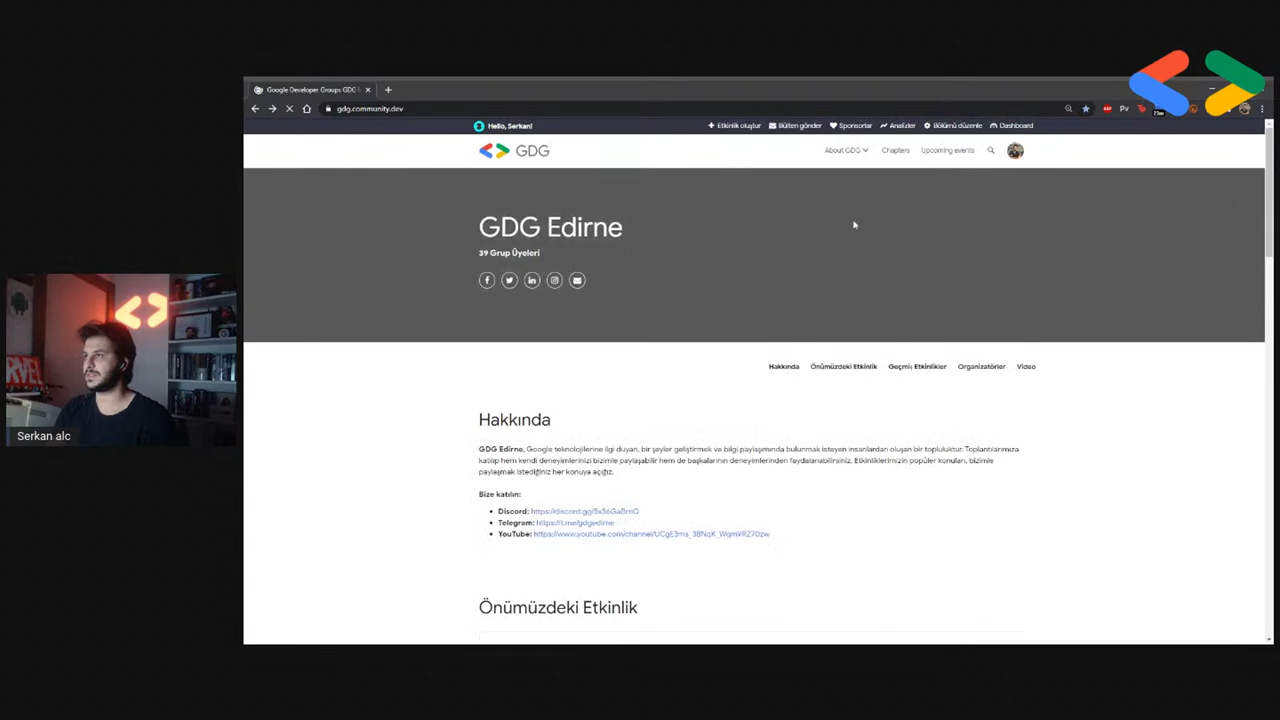 Google Developer Groups GDG
gdg.community.dev
Hello, Serkan!
Etkinlik oluştur
Bülten gönder
Sponsorlar
Analizler
Bölümü düzenle
Dashboard
GDG
About GDG
Chapters
Upcoming events
GDG Edirne
39 Grup Üyeleri
Hakkında
Önümüzdeki Etkinlik
Geçmiş Etkinlikler
Organizatörler
Video
Hakkında
GDG Edirne, Google teknolojilerine ilgi duyan, bir şeyler geliştirmek ve bilgi paylaşımında bulunmak isteyen insanlardan oluşan bir topluluktur. Toplantılarımıza
katılıp hem kendi deneyimlerinizi bizimle paylaşabilir hem de başkalarının deneyimlerinden faydalanabilirsiniz. Etkinliklerimizin popüler konuları, bizimle
paylaşmak istediğiniz her konuya açığız.
Bize katılın:
Discord:
Telegram: https://t.me/gdgedirne
YouTube:
Önümüzdeki Etkinlik
Serkan alc